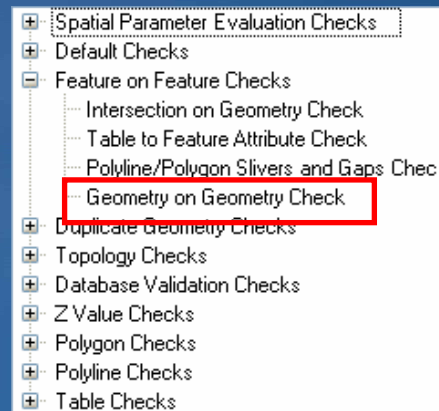 Spatial Parameter Evaluation Checks
Default Checks
Feature on Feature Checks
Intersection on Geometry Check
Table to Feature Attribute Check
Polyline/Polygon Slivers and Gaps Chec
Geometry on Geometry Check
Duplicate Geometry Checks
Topology Checks
Database Validation Checks
Z Value Checks
Polygon Checks
Polyline Checks
Table Checks